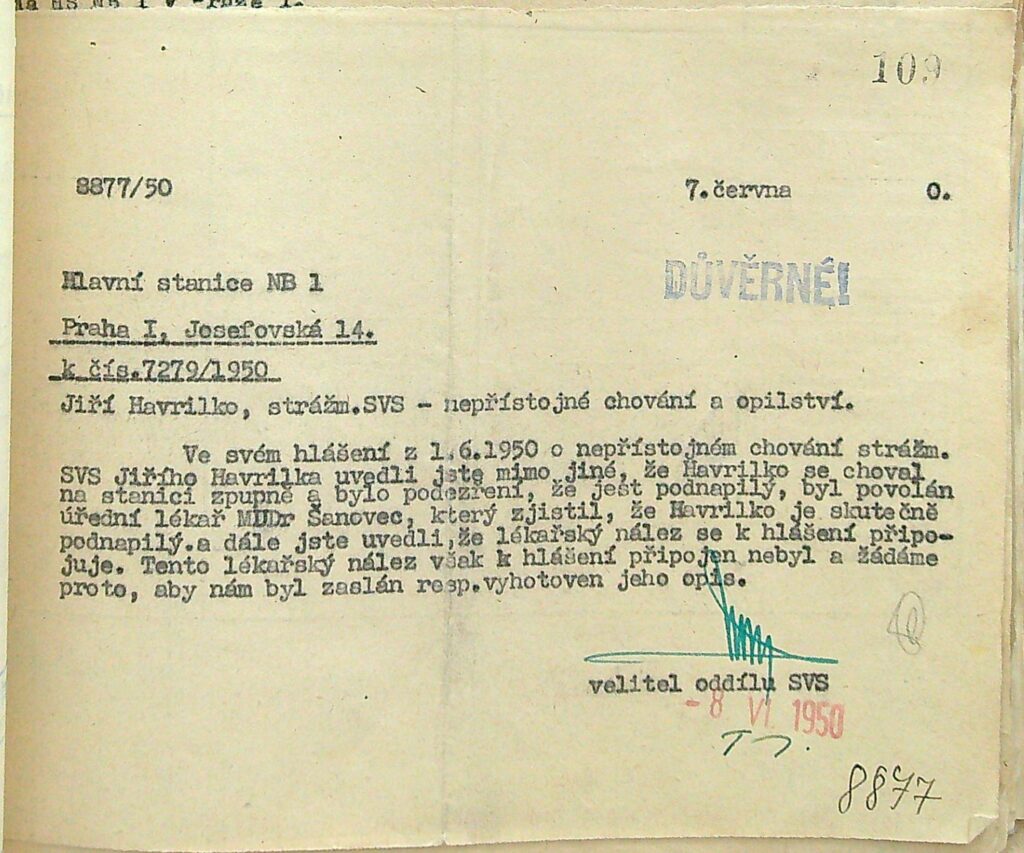 109
8877/50 7.června 0.
Hlavní stanice NB 1 DŮVĚRNÉ!
Praha I, Josefovská 14.
k čís.7279/1950
Jiří Havrilko, strážm.SVS - nepřístojné chování a opilství.
Ve svém hlášení z 1.6.1950 o nepřístojném chování strážm.
SVS Jiřího Havrilka uvedli jste mimo jiné, že Havrilko se choval
na stanici zpupně a bylo podezření, že jest podnapilý, byl povolán
úřední lékař MUDr Šanovec, který zjistil, že Havrilko je skutečně
podnapilý.a dále jste uvedli,že lékařský nález se k hlášení připo-
juje. Tento lékařský nález však k hlášení připojen nebyl a žádáme
proto, aby nám byl zaslán resp.vyhotoven jeho opis.
velitel oddílu SVS
- 8 VI 1950
8877